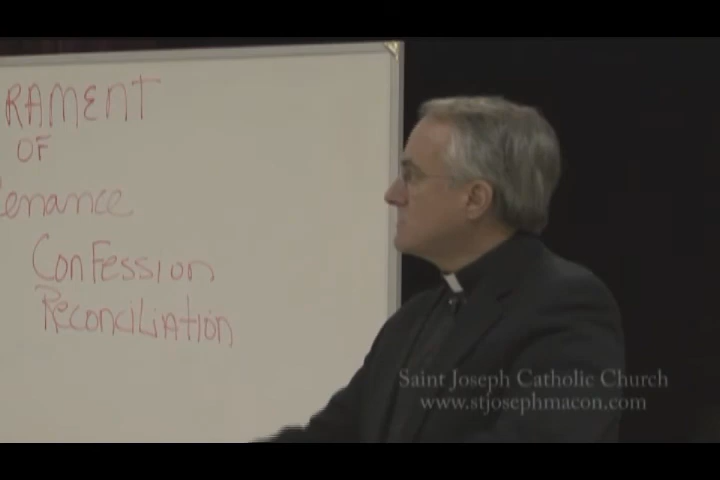 RAMENT
OF
enance
Confession
Reconciliation
Saint Joseph Catholic Church
www.stjosephmacon.com